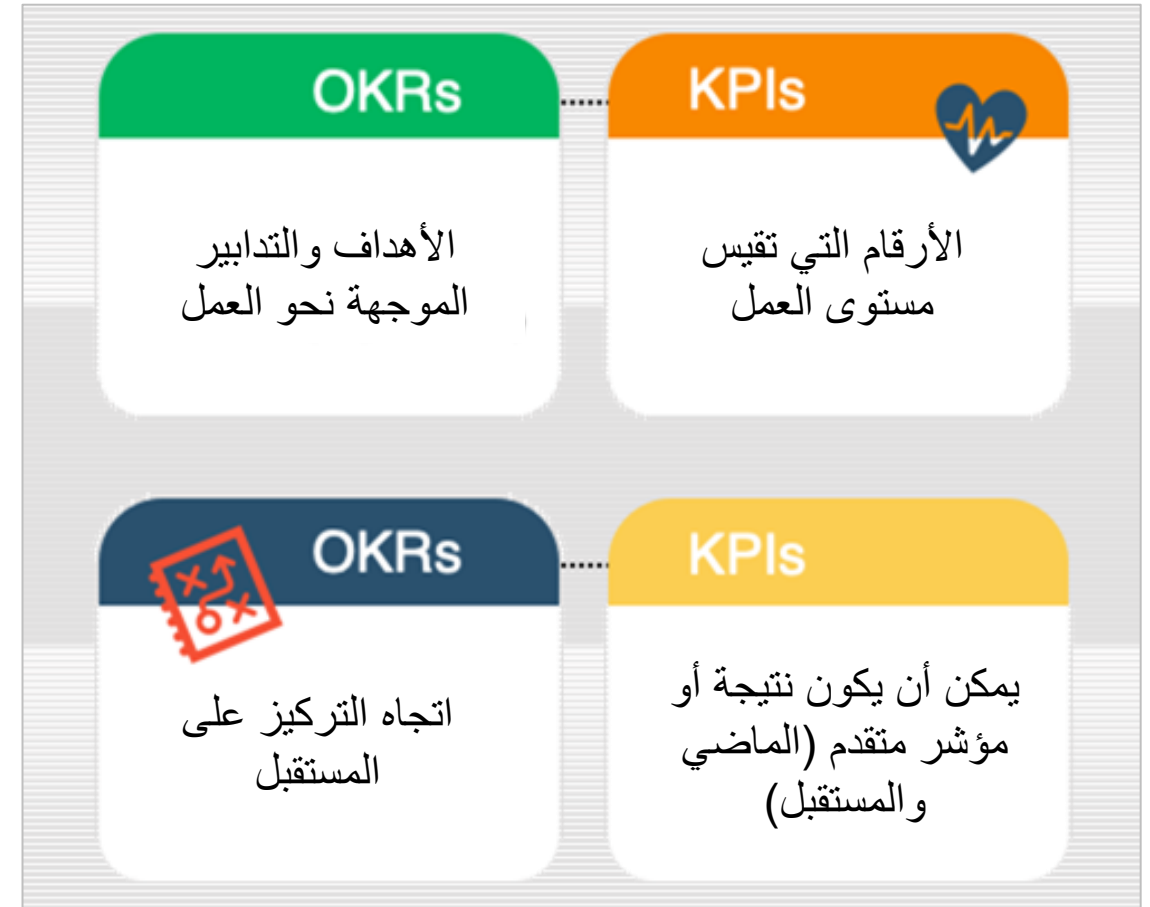 OKRs
الأهداف والتدابير
الموجهة نحو العمل
KPIs
الأرقام التي تقيس
مستوى العمل
OKRs
اتجاه التركيز على
المستقبل
KPIs
يمكن أن يكون نتيجة أو
مؤشر متقدم (الماضي
والمستقبل)